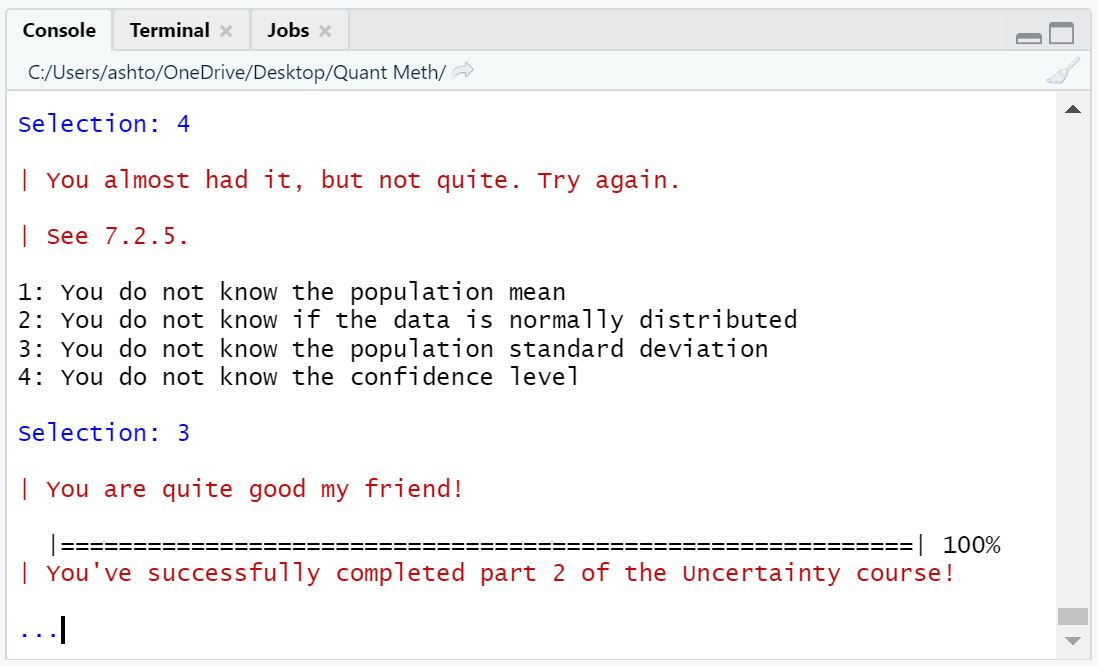 Console Terminal Jobs
C:/Users/ashto/OneDrive/Desktop/Quant Meth/
Selection: 4
| You almost had it, but not quite. Try again.
| See 7.2.5.
1: You do not know the population mean
2: You do not know if the data is normally distributed
3: You do not know the population standard deviation
4: You do not know the confidence level
Selection: 3
| You are quite good my friend!
|===========================================================| 100%
| You've successfully completed part 2 of the Uncertainty course!
...